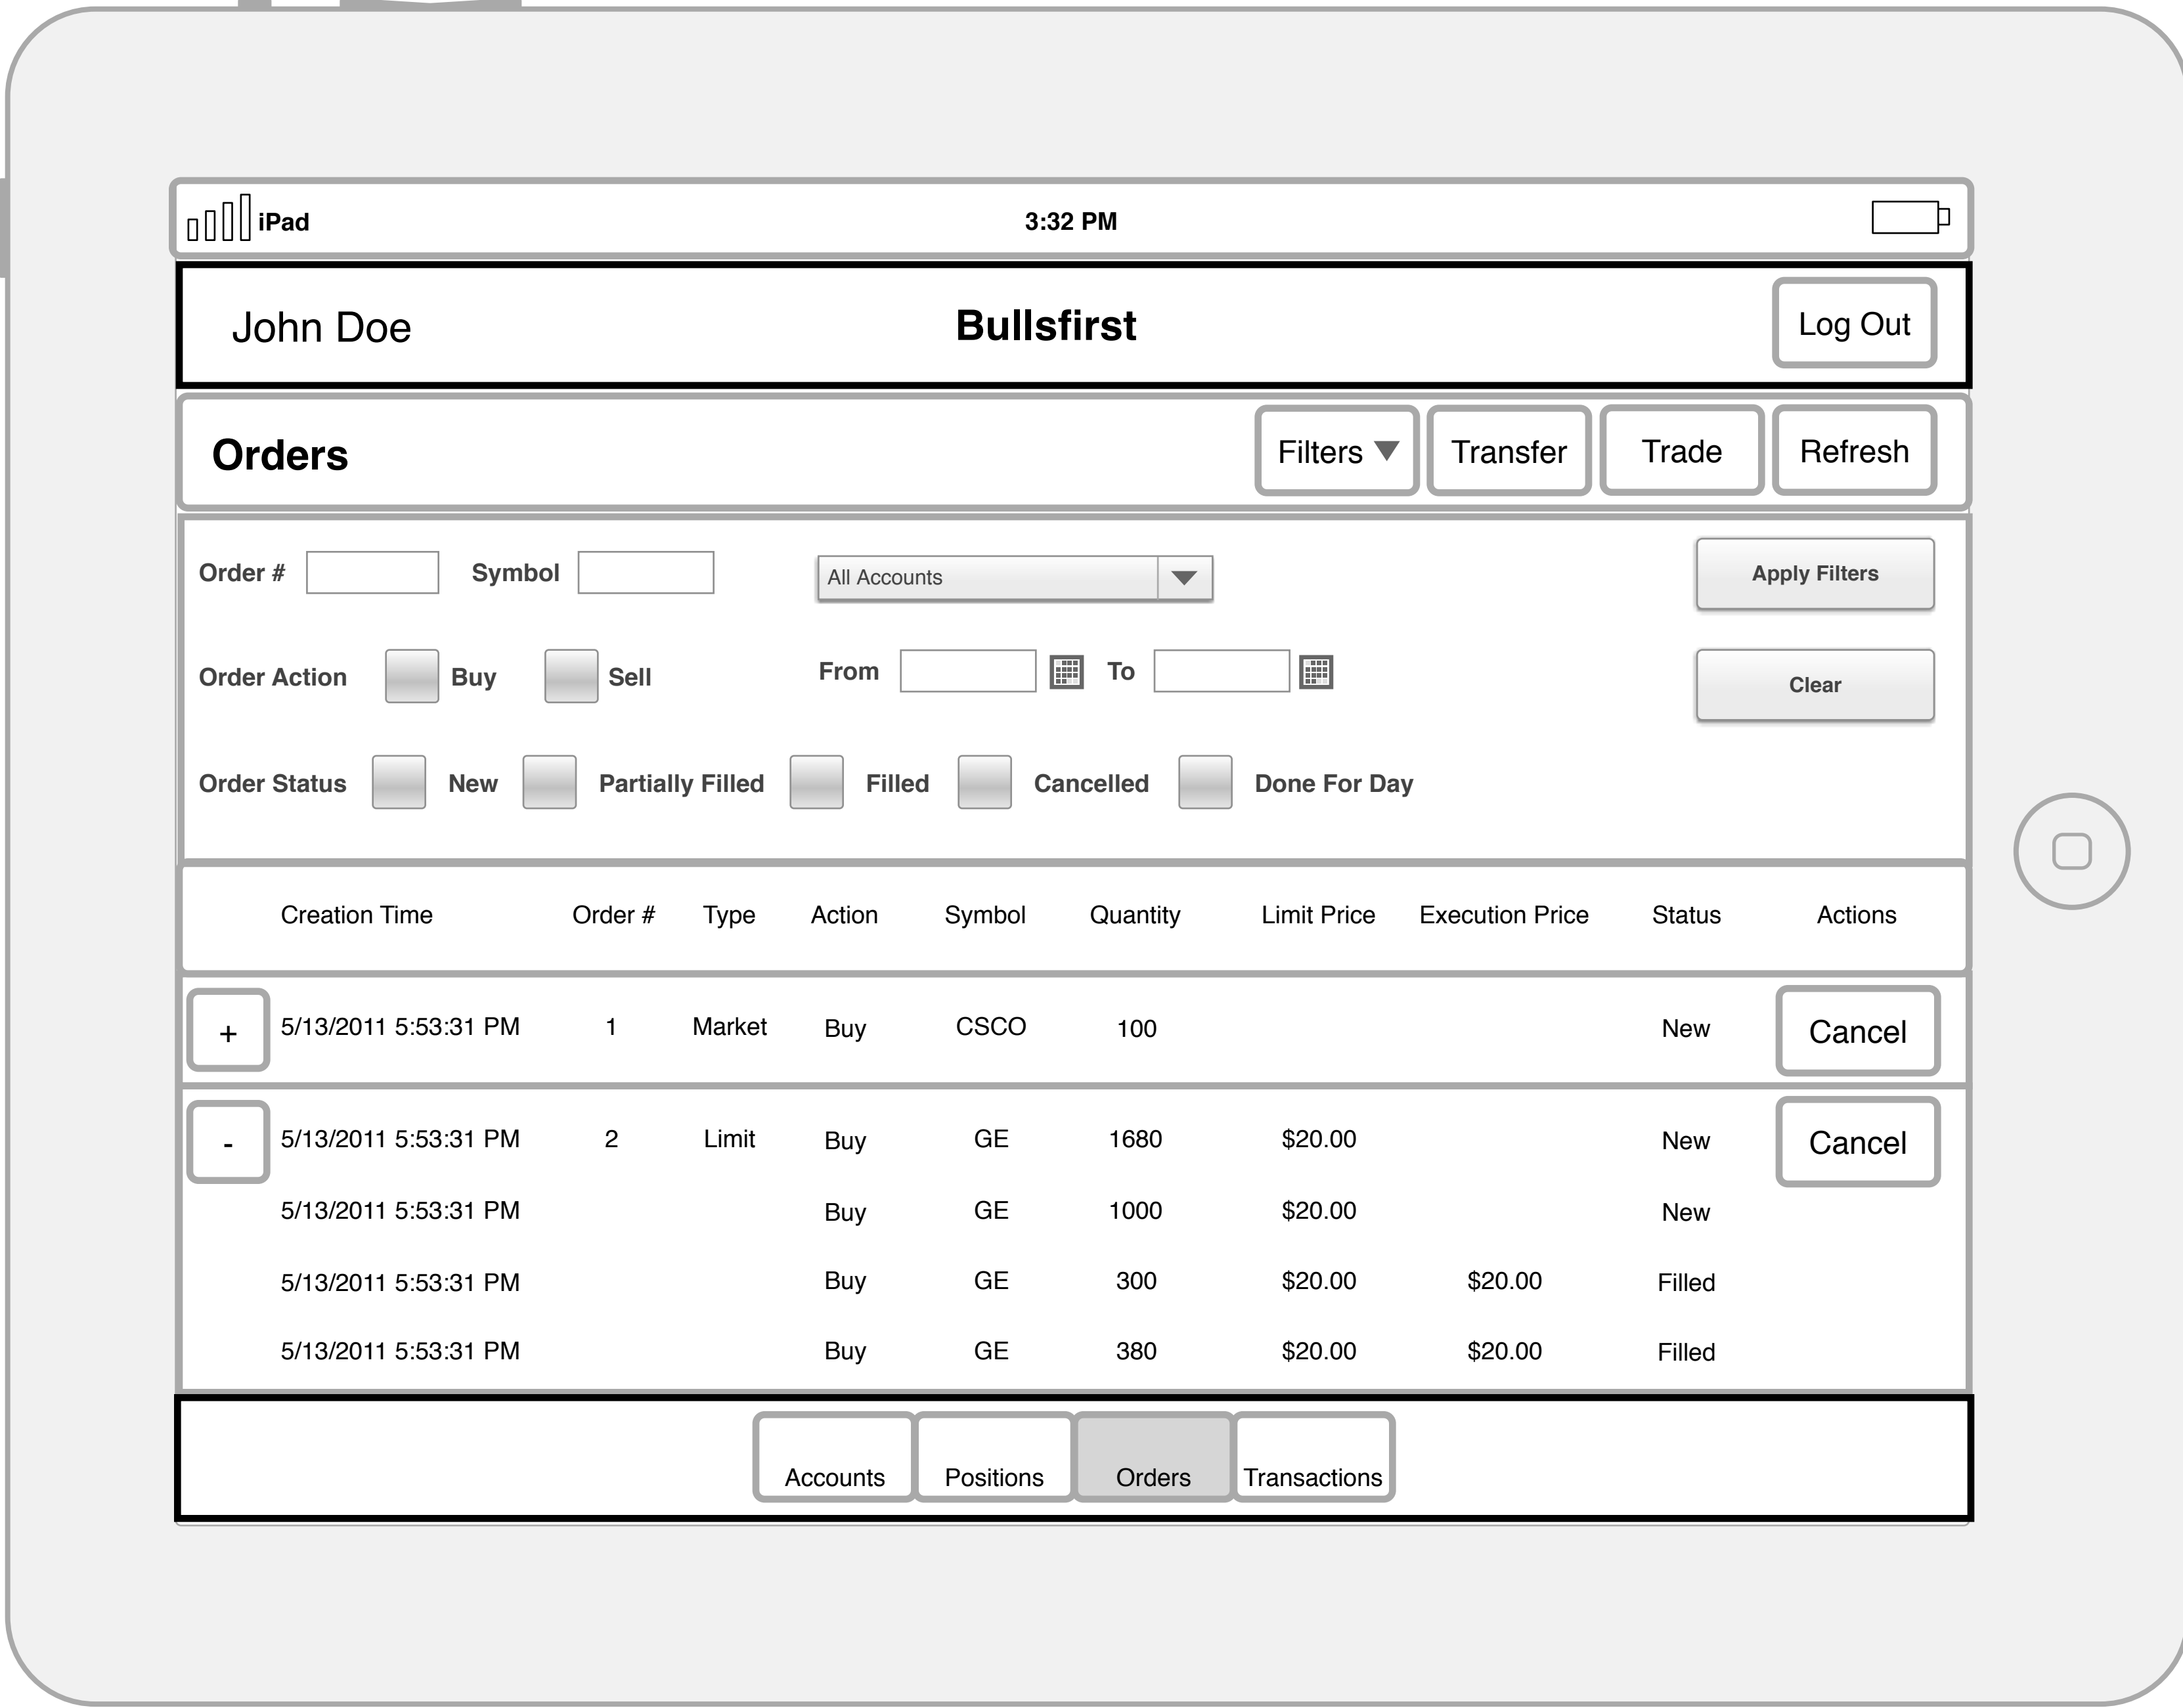 iPad 3:32 PM
John Doe Bullsfirst Log Out
Orders Filters Transfer Trade Refresh
Order # Symbol All Accounts Apply Filters
Order Action Buy Sell From To Clear
Order Status New Partially Filled Filled Cancelled Done For Day
Creation Time Order # Type Action Symbol Quantity Limit Price Execution Price Status Actions
+ 5/13/2011 5:53:31 PM 1 Market Buy CSCO 100 New Cancel
- 5/13/2011 5:53:31 PM 2 Limit Buy GE 1680 $20.00 New Cancel
5/13/2011 5:53:31 PM Buy GE 1000 $20.00 New
5/13/2011 5:53:31 PM Buy GE 300 $20.00 $20.00 Filled
5/13/2011 5:53:31 PM Buy GE 380 $20.00 $20.00 Filled
Accounts Positions Orders Transactions